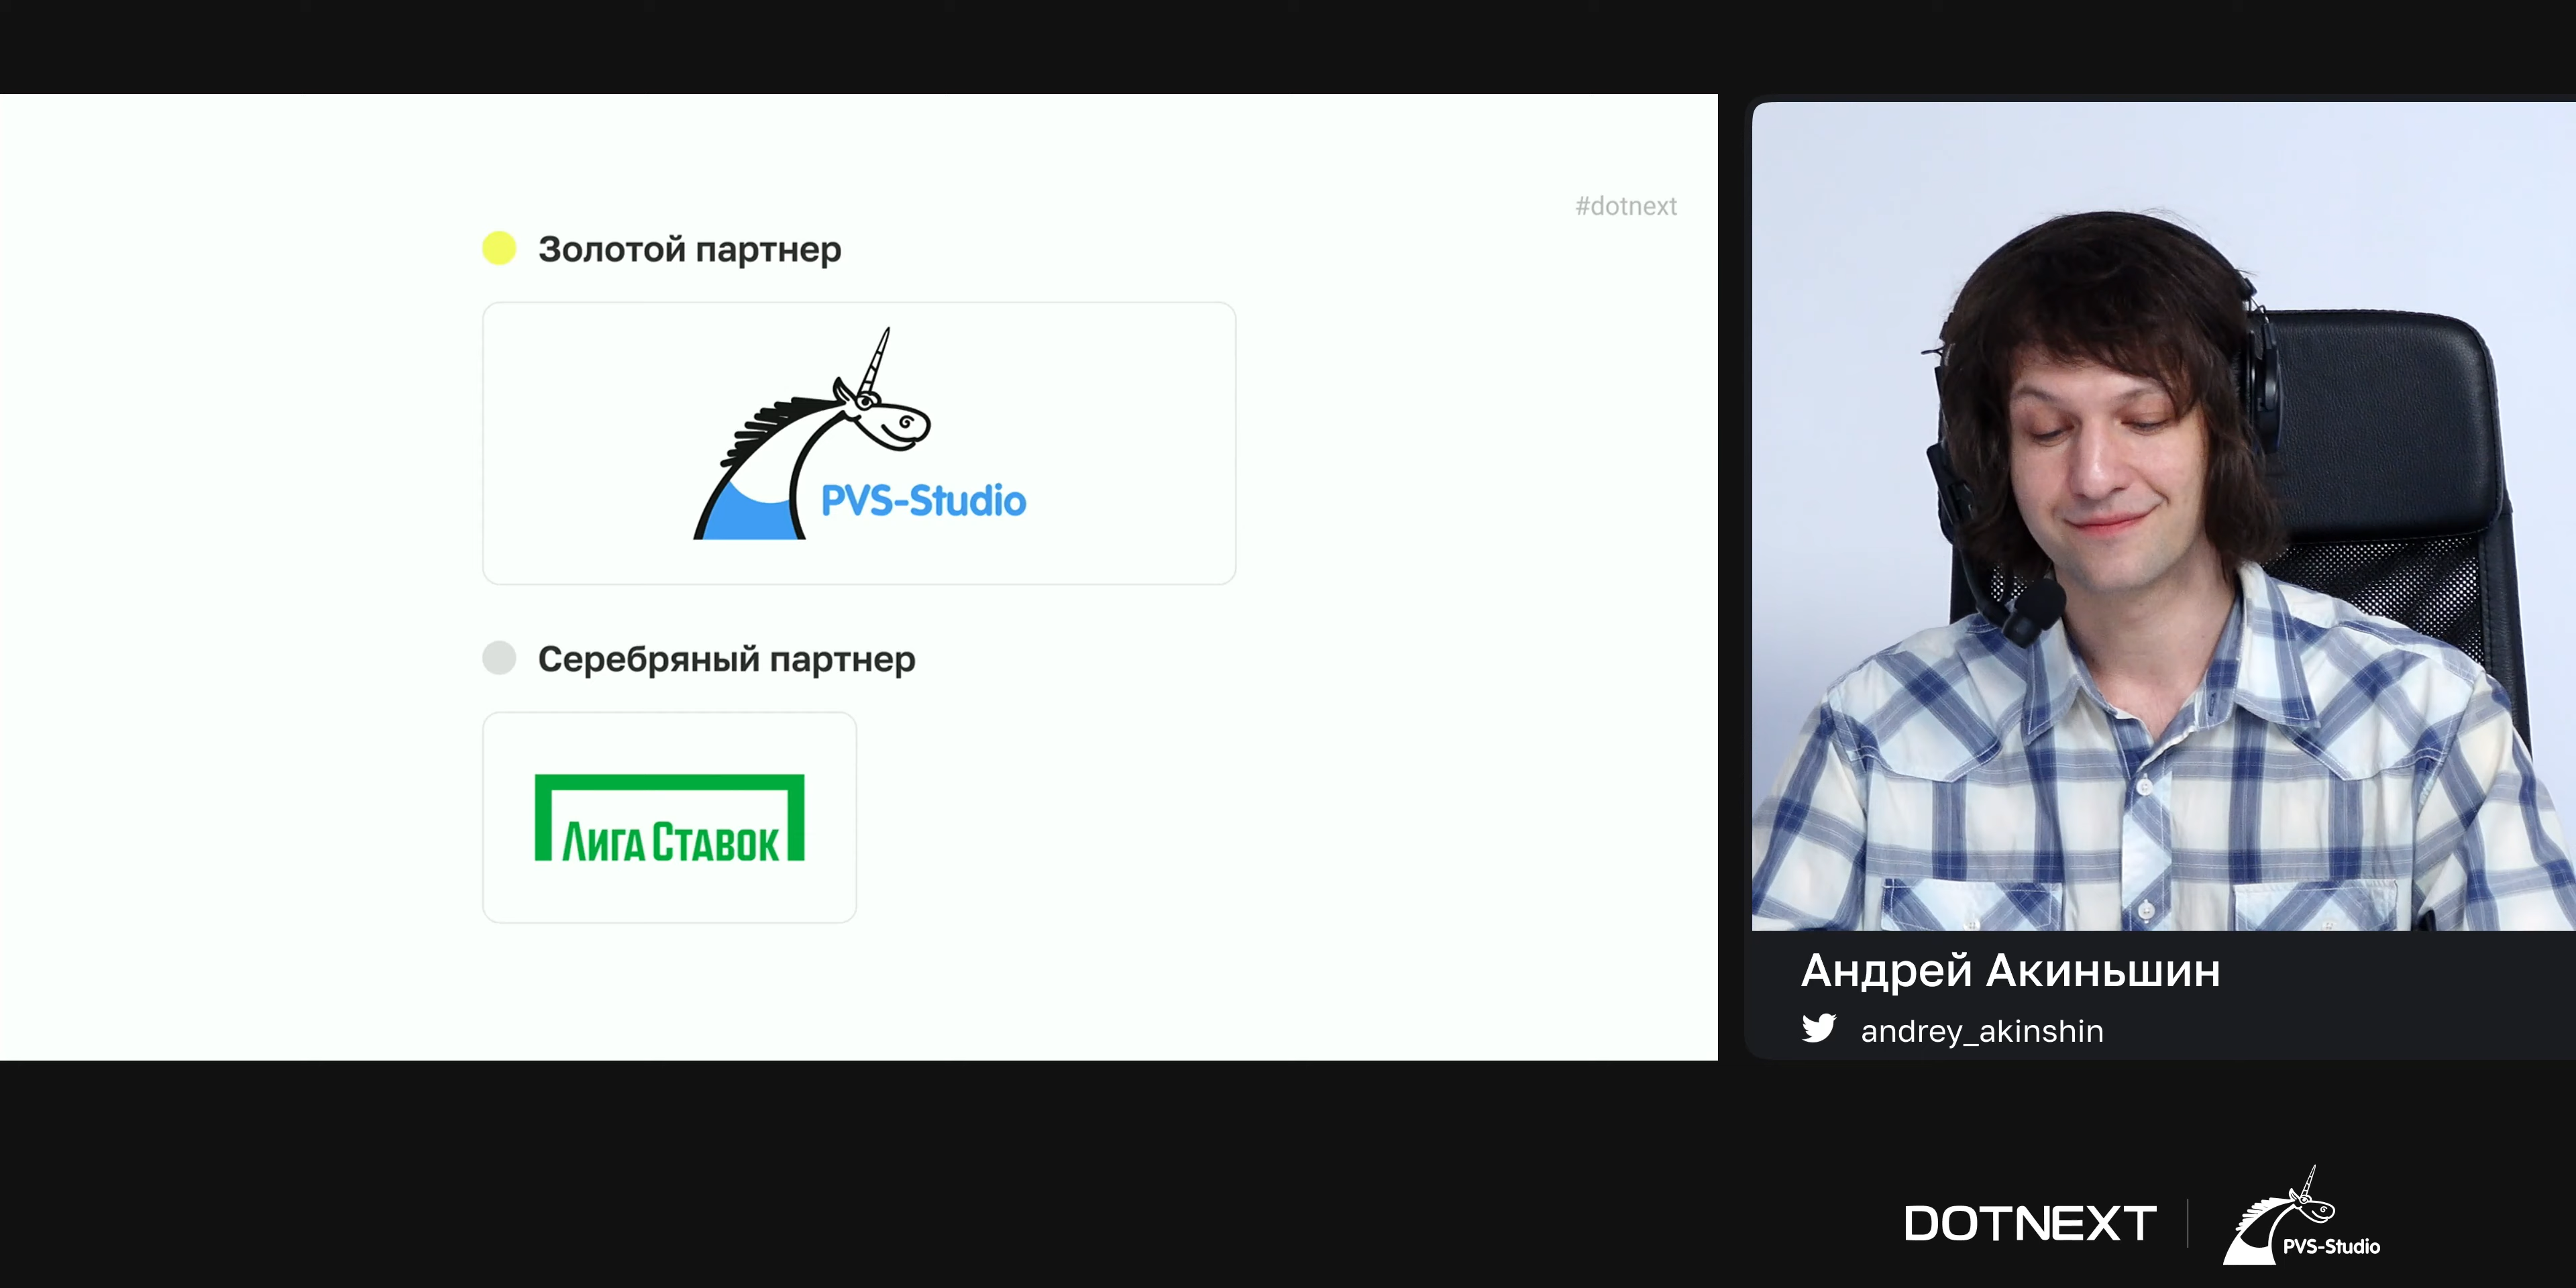 #dotnext
Золотой партнер
PVS-Studio
Серебряный партнер
Лига Ставок
Андрей Акиньшин
andrey_akinshin
DOTNEXT
PVS-Studio